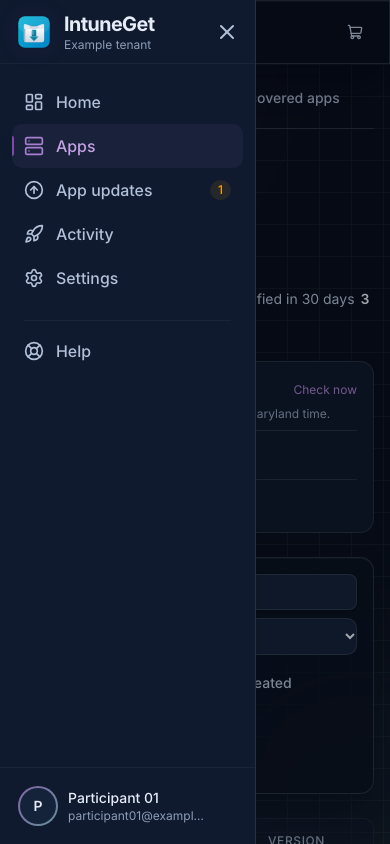 IntuneGet
Example tenant
overed apps
Home
Apps
App updates 1
Activity
fied in 30 days 3
Settings
Help
Check now
aryland time.
eated
Participant 01
participant01@exampl...
VERSION